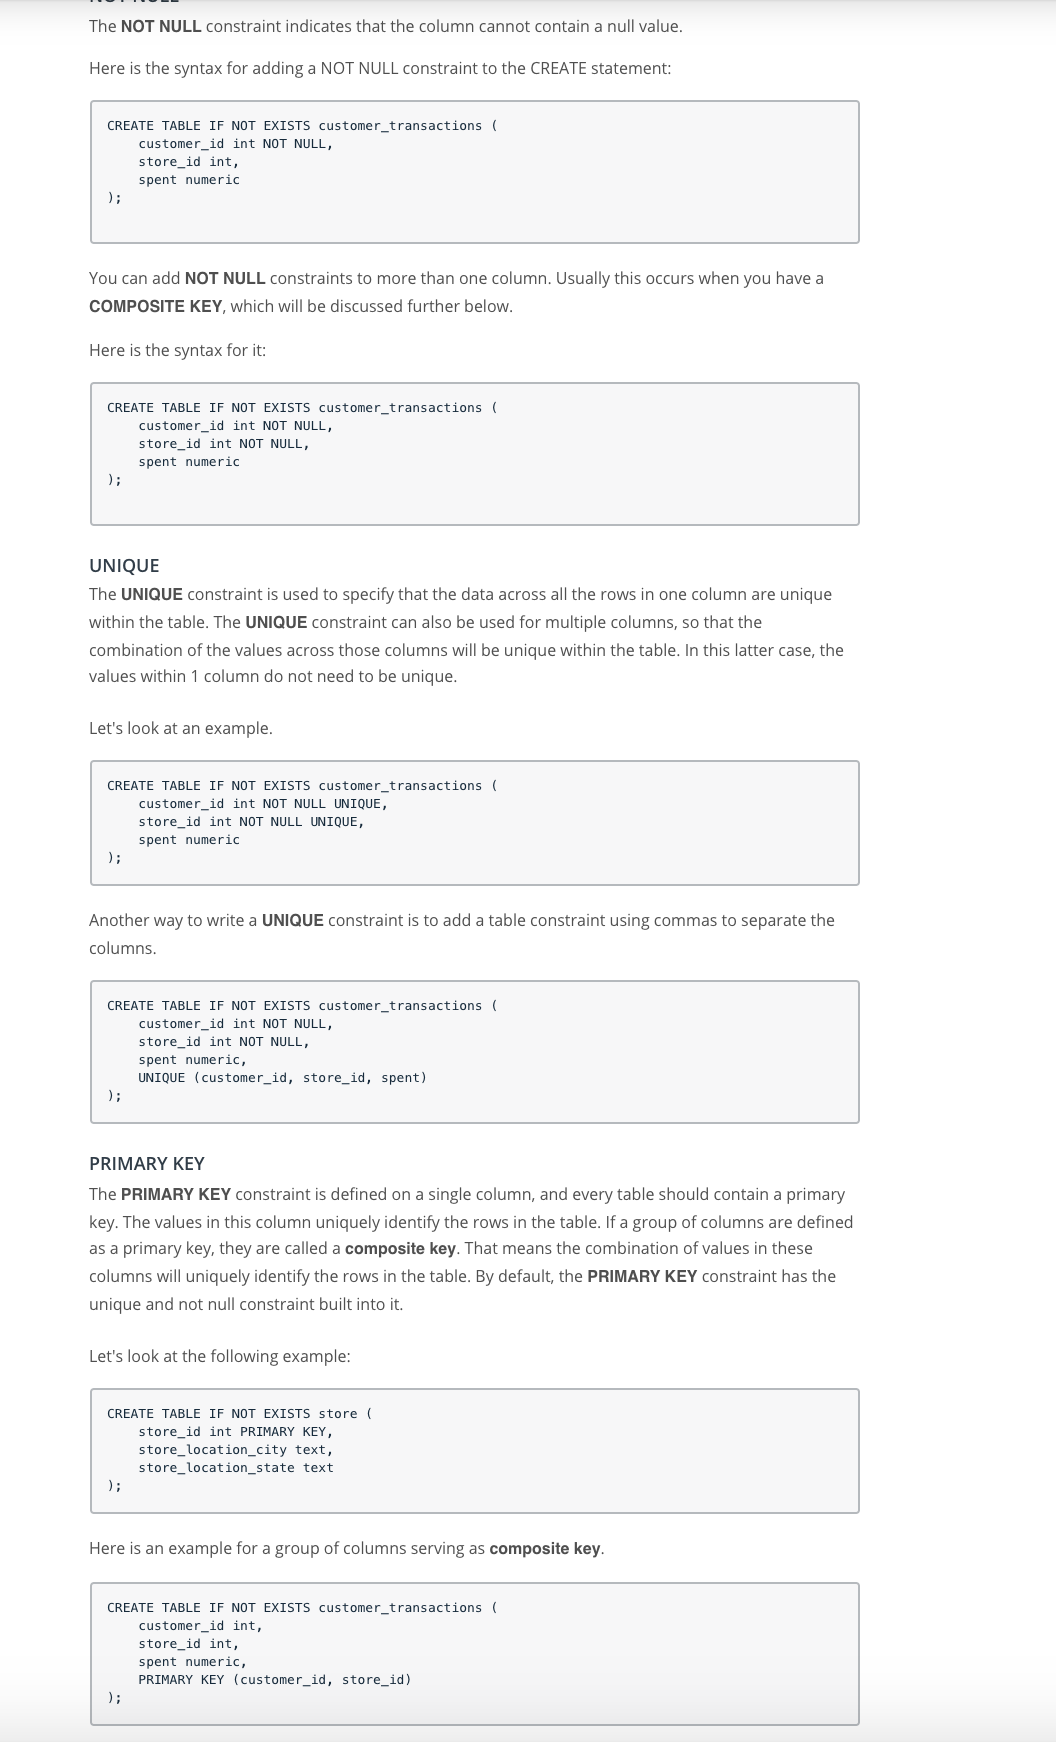 The NOT NULL constraint indicates that the column cannot contain a null value.
Here is the syntax for adding a NOT NULL constraint to the CREATE statement:
CREATE TABLE IF NOT EXISTS customer_transactions (
    customer_id int NOT NULL,
    store_id int,
    spent numeric
);
You can add NOT NULL constraints to more than one column. Usually this occurs when you have a
COMPOSITE KEY, which will be discussed further below.
Here is the syntax for it:
CREATE TABLE IF NOT EXISTS customer_transactions (
    customer_id int NOT NULL,
    store_id int NOT NULL,
    spent numeric
);
UNIQUE
The UNIQUE constraint is used to specify that the data across all the rows in one column are unique
within the table. The UNIQUE constraint can also be used for multiple columns, so that the
combination of the values across those columns will be unique within the table. In this latter case, the
values within 1 column do not need to be unique.
Let's look at an example.
CREATE TABLE IF NOT EXISTS customer_transactions (
    customer_id int NOT NULL UNIQUE,
    store_id int NOT NULL UNIQUE,
    spent numeric
);
Another way to write a UNIQUE constraint is to add a table constraint using commas to separate the
columns.
CREATE TABLE IF NOT EXISTS customer_transactions (
    customer_id int NOT NULL,
    store_id int NOT NULL,
    spent numeric,
    UNIQUE (customer_id, store_id, spent)
);
PRIMARY KEY
The PRIMARY KEY constraint is defined on a single column, and every table should contain a primary
key. The values in this column uniquely identify the rows in the table. If a group of columns are defined
as a primary key, they are called a composite key. That means the combination of values in these
columns will uniquely identify the rows in the table. By default, the PRIMARY KEY constraint has the
unique and not null constraint built into it.
Let's look at the following example:
CREATE TABLE IF NOT EXISTS store (
    store_id int PRIMARY KEY,
    store_location_city text,
    store_location_state text
);
Here is an example for a group of columns serving as composite key.
CREATE TABLE IF NOT EXISTS customer_transactions (
    customer_id int,
    store_id int,
    spent numeric,
    PRIMARY KEY (customer_id, store_id)
);